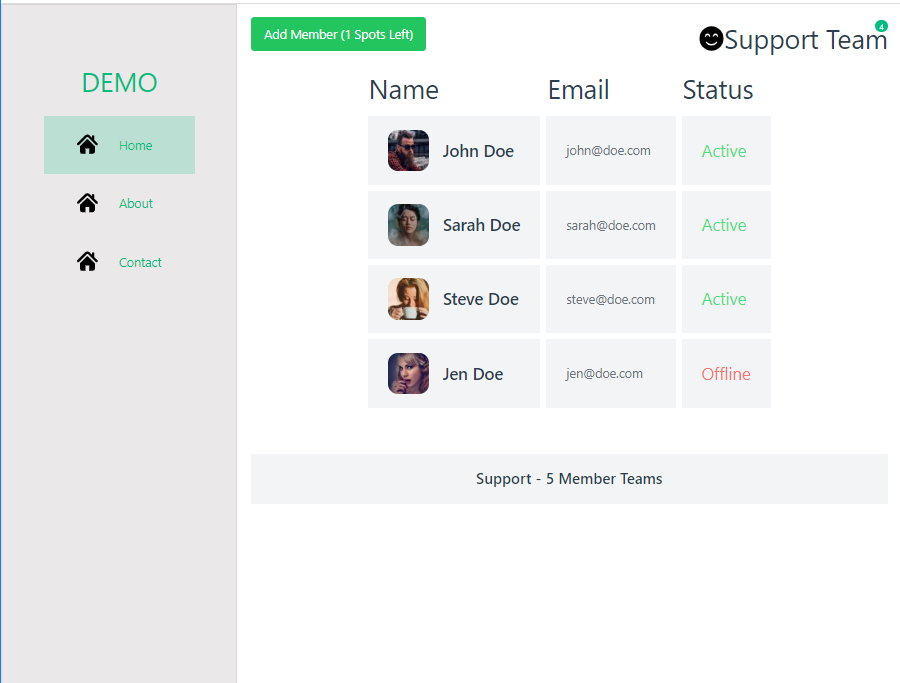 DEMO
Home
About
Contact
Add Member (1 Spots Left)
Support Team 4
Name Email Status
John Doe john@doe.com Active
Sarah Doe sarah@doe.com Active
Steve Doe steve@doe.com Active
Jen Doe jen@doe.com Offline
Support - 5 Member Teams